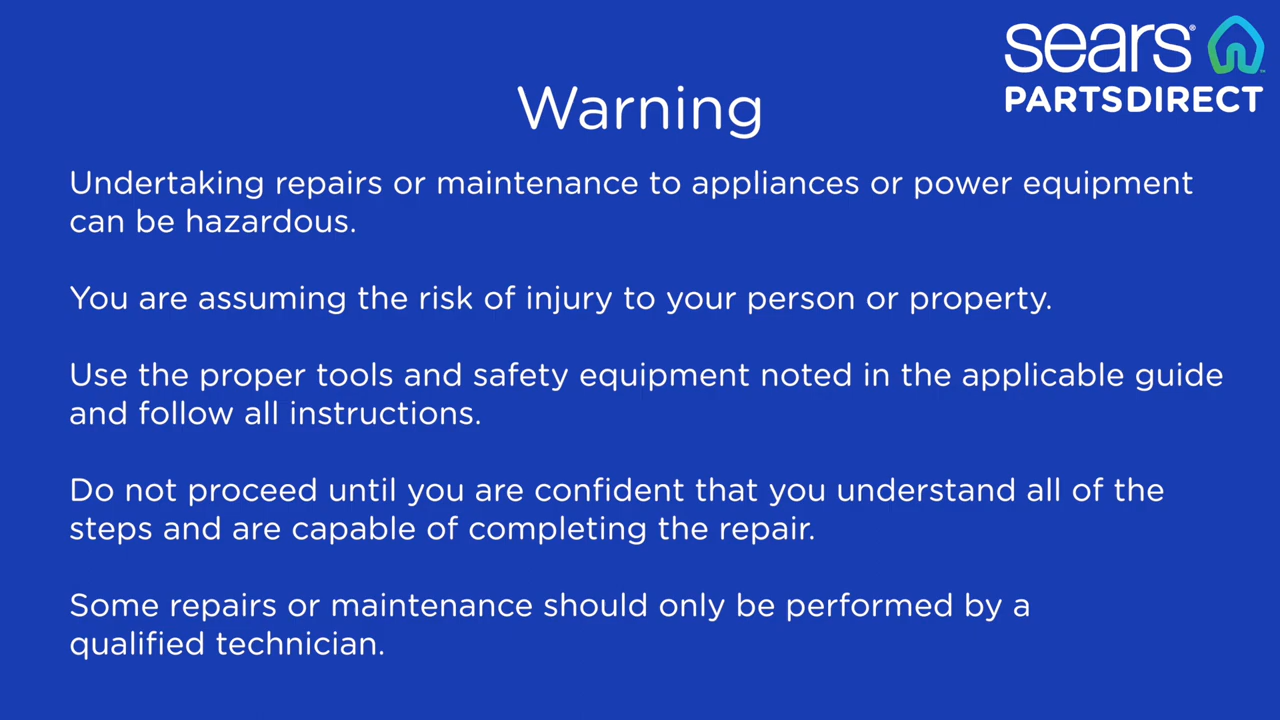 sears®
PARTSDIRECT
Warning
Undertaking repairs or maintenance to appliances or power equipment
can be hazardous.
You are assuming the risk of injury to your person or property.
Use the proper tools and safety equipment noted in the applicable guide
and follow all instructions.
Do not proceed until you are confident that you understand all of the
steps and are capable of completing the repair.
Some repairs or maintenance should only be performed by a
qualified technician.